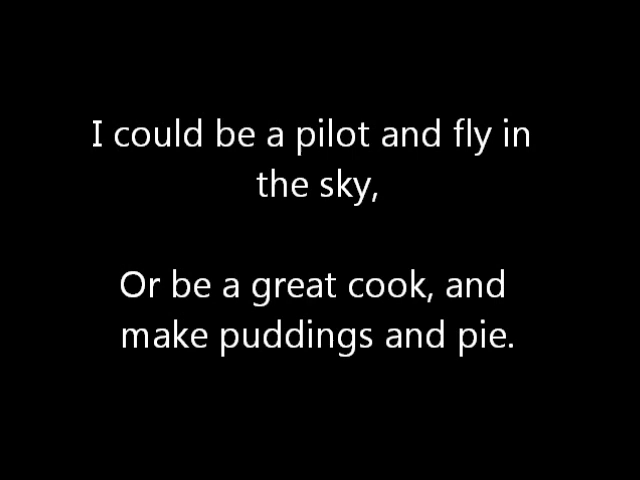 I could be a pilot and fly in
the sky,
Or be a great cook, and
make puddings and pie.